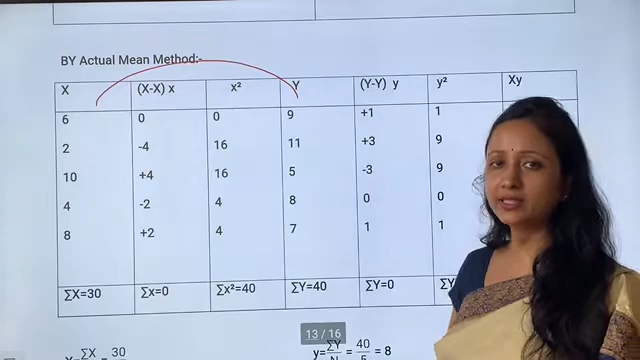 BY Actual Mean Method:-
X (X-X) x x² Y (Y-Y) y y² Xy
6 0 0 9 +1 1
2 -4 16 11 +3 9
10 +4 16 5 -3 9
4 -2 4 8 0 0
8 +2 4 7 1 1
∑X=30 ∑x=0 ∑x²=40 ∑Y=40 ∑Y=0 ∑Y
13 / 16
∑X = 30 y= ∑Y/N = 40/5 = 8